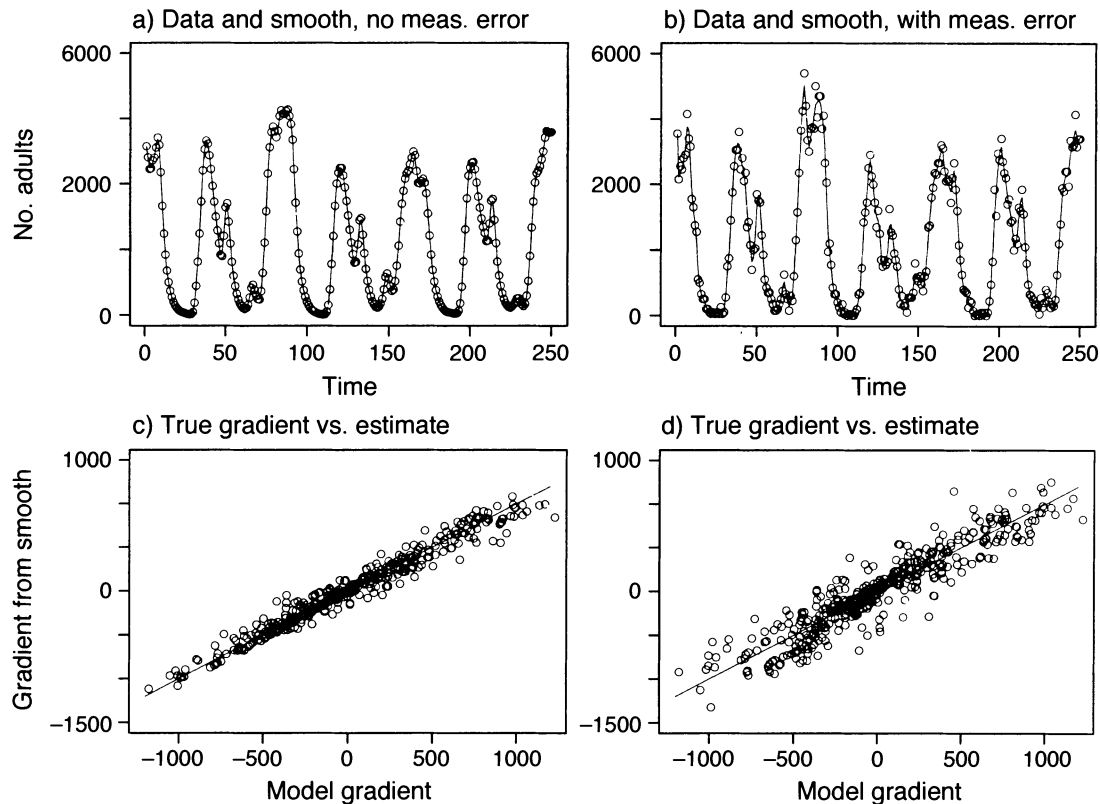 a) Data and smooth, no meas. error
b) Data and smooth, with meas. error
No. adults
6000
2000
0
6000
2000
0
0 50 100 150 200 250
0 50 100 150 200 250
Time
Time
c) True gradient vs. estimate
d) True gradient vs. estimate
Gradient from smooth
1000
0
−1500
1000
0
−1500
−1000 −500 0 500 1000
−1000 −500 0 500 1000
Model gradient
Model gradient